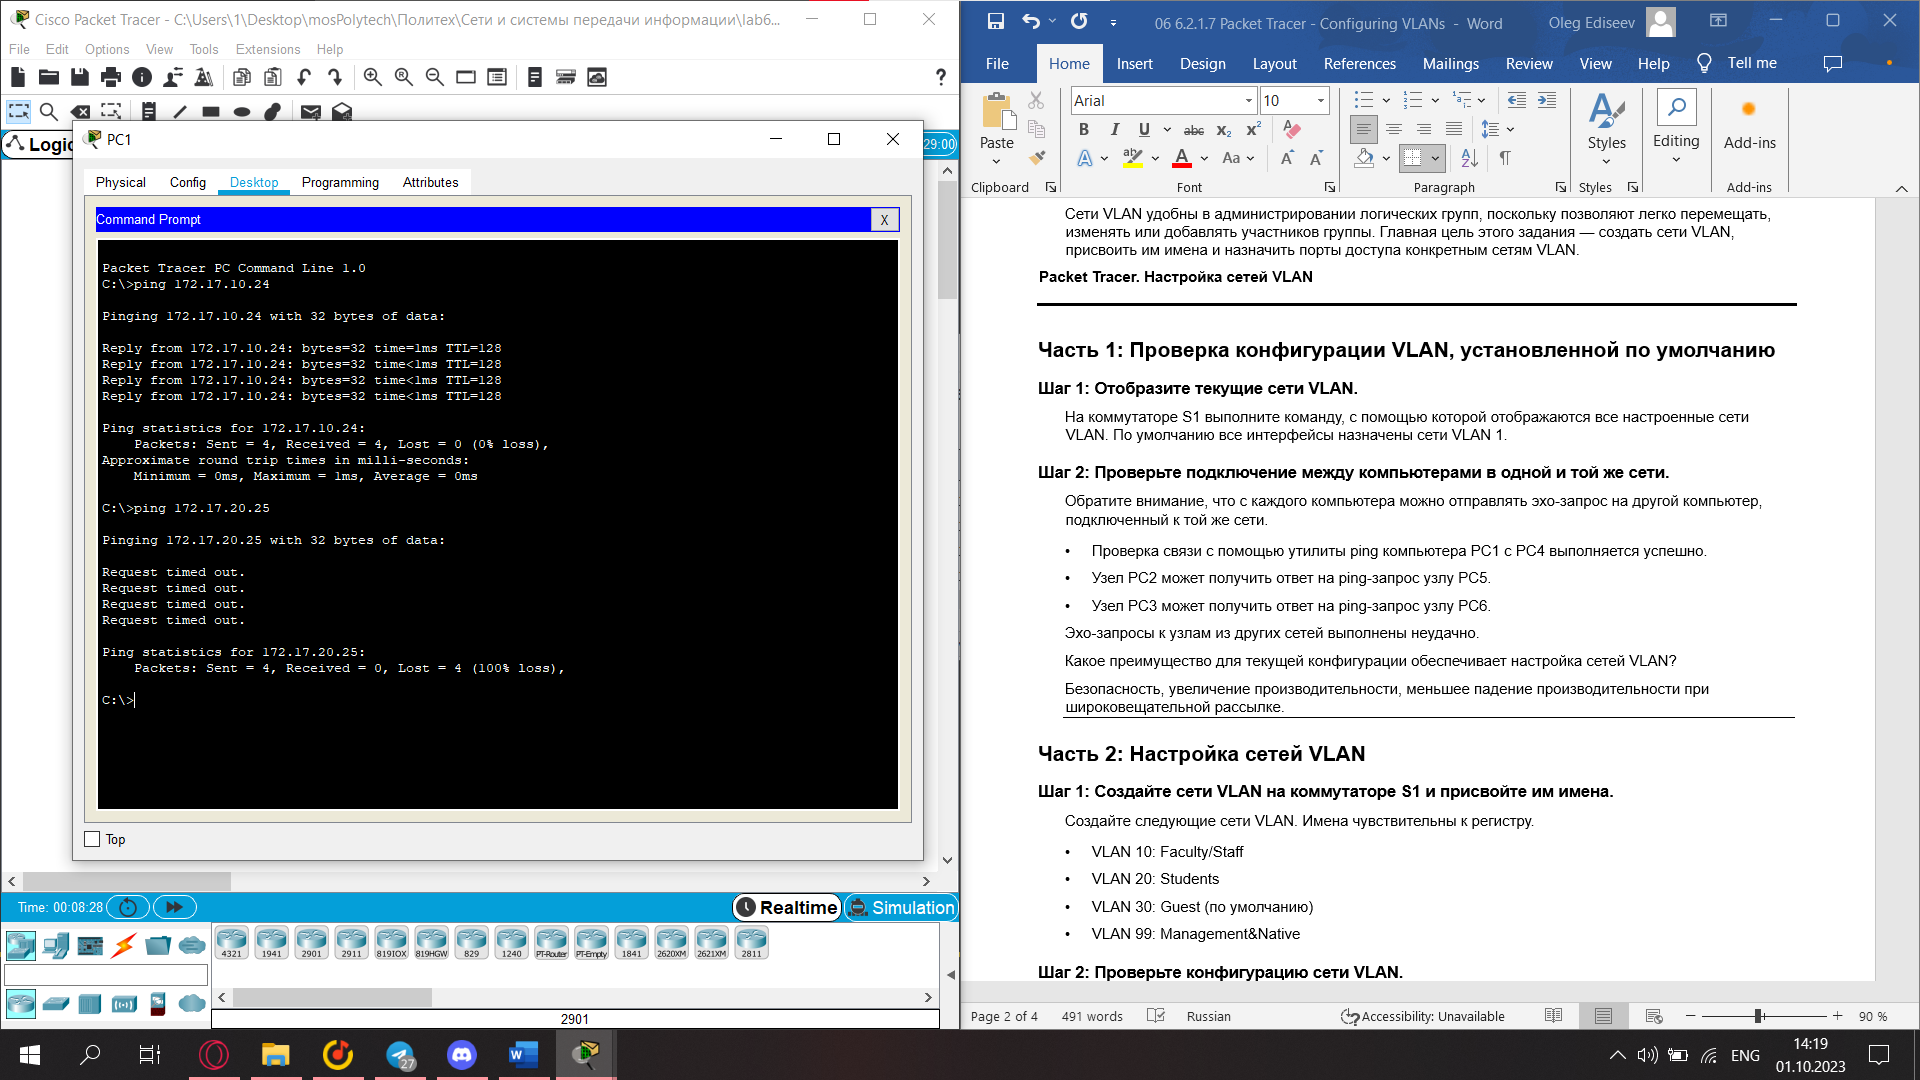 Cisco Packet Tracer - C:\Users\1\Desktop\mosPolytech\Политех\Сети и системы передачи информации\lab6...
File Edit Options View Tools Extensions Help
?
Logic
29:00
PC1
Physical Config Desktop Programming Attributes
Command Prompt
X
Packet Tracer PC Command Line 1.0
C:\>ping 172.17.10.24
Pinging 172.17.10.24 with 32 bytes of data:
Reply from 172.17.10.24: bytes=32 time=1ms TTL=128
Reply from 172.17.10.24: bytes=32 time<1ms TTL=128
Reply from 172.17.10.24: bytes=32 time<1ms TTL=128
Reply from 172.17.10.24: bytes=32 time<1ms TTL=128
Ping statistics for 172.17.10.24:
Packets: Sent = 4, Received = 4, Lost = 0 (0% loss),
Approximate round trip times in milli-seconds:
Minimum = 0ms, Maximum = 1ms, Average = 0ms
C:\>ping 172.17.20.25
Pinging 172.17.20.25 with 32 bytes of data:
Request timed out.
Request timed out.
Request timed out.
Request timed out.
Ping statistics for 172.17.20.25:
Packets: Sent = 4, Received = 0, Lost = 4 (100% loss),
C:\>
Top
Time: 00:08:28
Realtime Simulation
4321 1941 2901 2911 819IOX 819HGW 829 1240 PT-Router PT-Empty 1841 2620XM 2621XM 2811
2901
06 6.2.1.7 Packet Tracer - Configuring VLANs - Word
Oleg Ediseev
File Home Insert Design Layout References Mailings Review View Help Tell me
Paste
Clipboard
Arial 10
B I U abc x₂ x²
A ab A Aa A A
Font
Paragraph
Styles
Styles
Editing
Add-ins
Add-ins
Сети VLAN удобны в администрировании логических групп, поскольку позволяют легко перемещать,
изменять или добавлять участников группы. Главная цель этого задания — создать сети VLAN,
присвоить им имена и назначить порты доступа конкретным сетям VLAN.
Packet Tracer. Настройка сетей VLAN
Часть 1: Проверка конфигурации VLAN, установленной по умолчанию
Шаг 1: Отобразите текущие сети VLAN.
На коммутаторе S1 выполните команду, с помощью которой отображаются все настроенные сети
VLAN. По умолчанию все интерфейсы назначены сети VLAN 1.
Шаг 2: Проверьте подключение между компьютерами в одной и той же сети.
Обратите внимание, что с каждого компьютера можно отправлять эхо-запрос на другой компьютер,
подключенный к той же сети.
• Проверка связи с помощью утилиты ping компьютера PC1 с PC4 выполняется успешно.
• Узел PC2 может получить ответ на ping-запрос узлу PC5.
• Узел PC3 может получить ответ на ping-запрос узлу PC6.
Эхо-запросы к узлам из других сетей выполнены неудачно.
Какое преимущество для текущей конфигурации обеспечивает настройка сетей VLAN?
Безопасность, увеличение производительности, меньшее падение производительности при
широковещательной рассылке.
Часть 2: Настройка сетей VLAN
Шаг 1: Создайте сети VLAN на коммутаторе S1 и присвойте им имена.
Создайте следующие сети VLAN. Имена чувствительны к регистру.
• VLAN 10: Faculty/Staff
• VLAN 20: Students
• VLAN 30: Guest (по умолчанию)
• VLAN 99: Management&Native
Шаг 2: Проверьте конфигурацию сети VLAN.
Page 2 of 4 491 words Russian Accessibility: Unavailable 90 %
27
ENG
14:19
01.10.2023